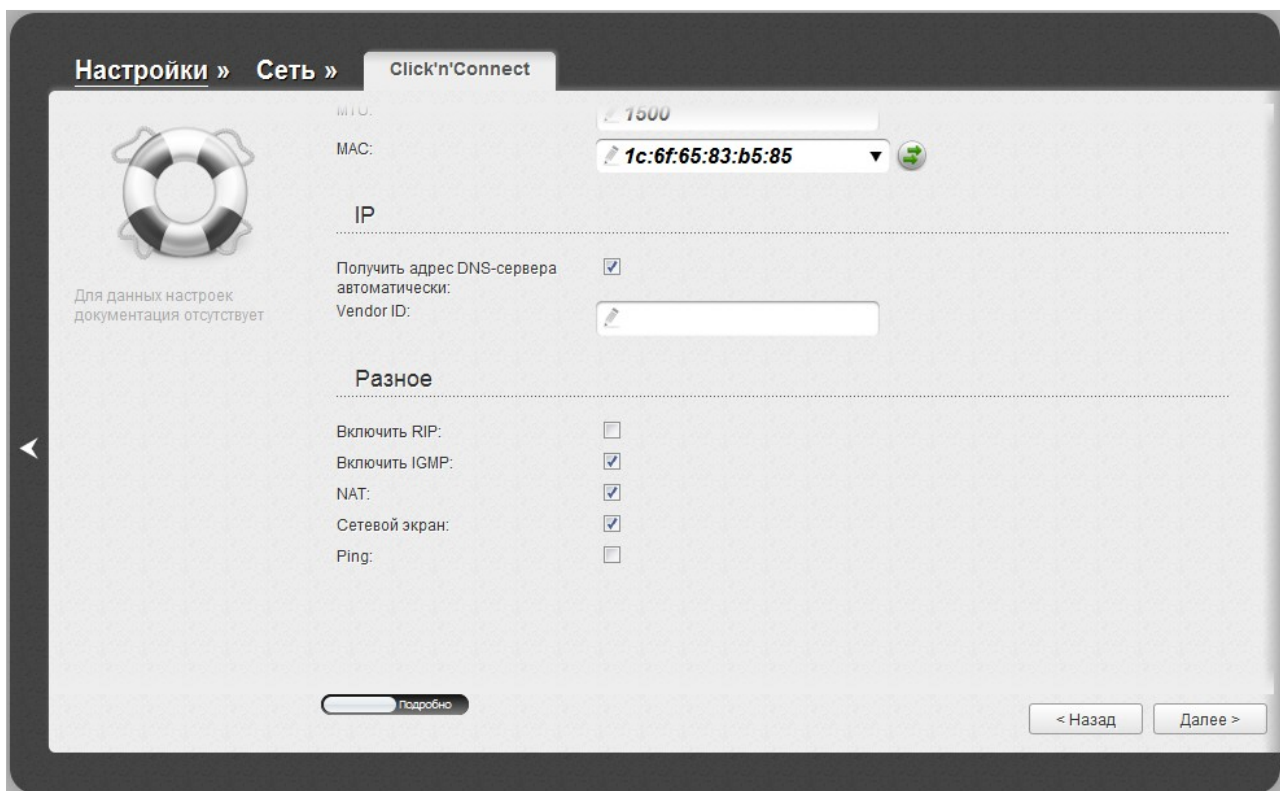 Настройки » Сеть » Click'n'Connect
MTU:
1500
MAC:
1c:6f:65:83:b5:85
IP
Получить адрес DNS-сервера
автоматически:
Vendor ID:
Для данных настроек
документация отсутствует
Разное
Включить RIP:
Включить IGMP:
NAT:
Сетевой экран:
Ping:
Подробно
< Назад
Далее >